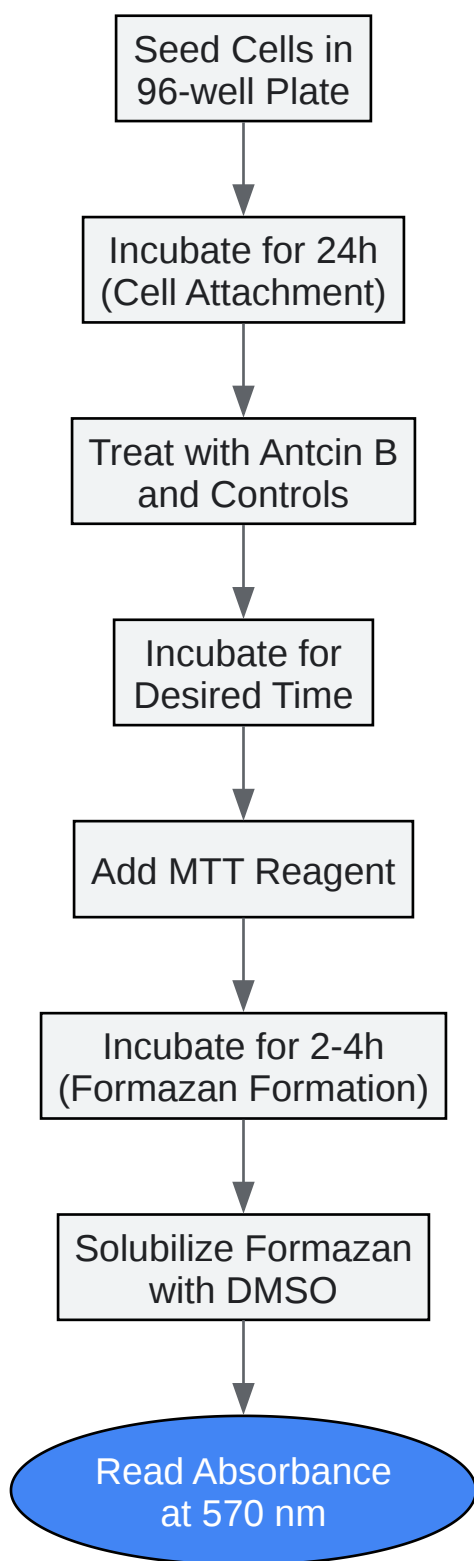 Seed Cells in
96-well Plate
Incubate for 24h
(Cell Attachment)
Treat with Antcin B
and Controls
Incubate for
Desired Time
Add MTT Reagent
Incubate for 2-4h
(Formazan Formation)
Solubilize Formazan
with DMSO
Read Absorbance
at 570 nm